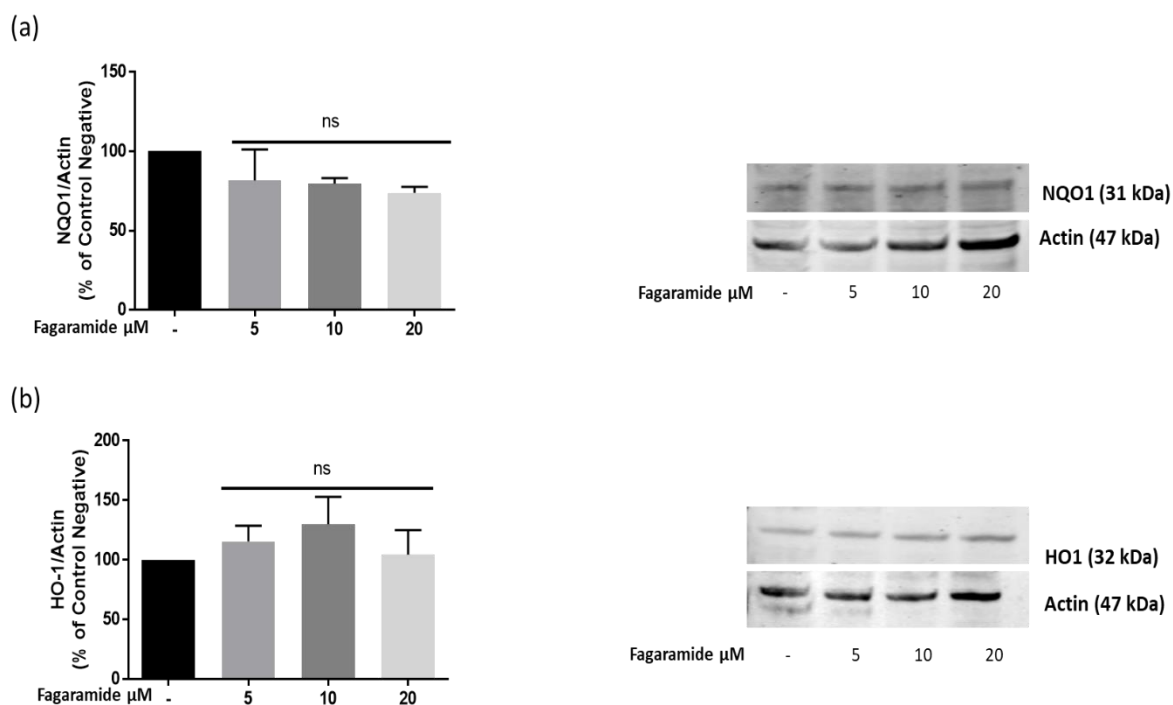 (a)
NQO1/Actin
(% of Control Negative)
150
100
50
0
ns
Fagaramide µM
- 5 10 20
NQO1 (31 kDa)
Actin (47 kDa)
Fagaramide µM - 5 10 20
(b)
HO-1/Actin
(% of Control Negative)
200
150
100
50
0
ns
Fagaramide µM
- 5 10 20
HO1 (32 kDa)
Actin (47 kDa)
Fagaramide µM - 5 10 20